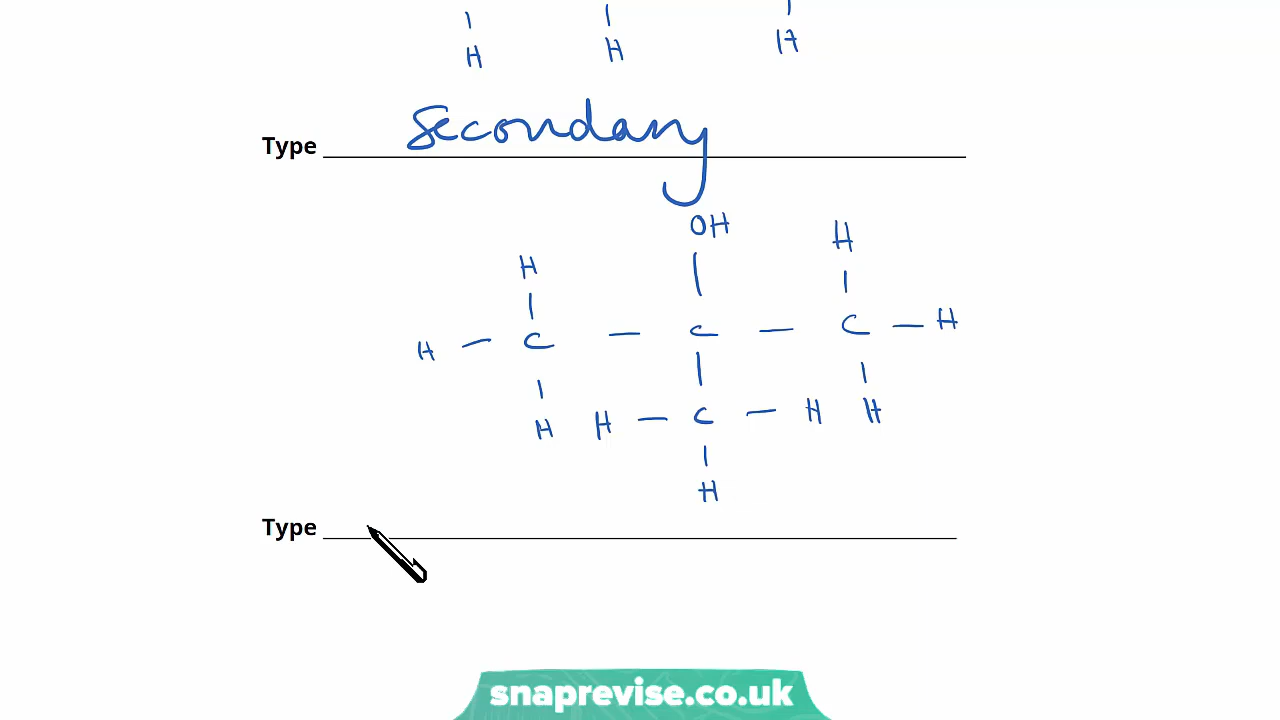 H H H
Type secondary
OH H
H
H — C — C — C — H
H H — C — H H
H
Type
snaprevise.co.uk